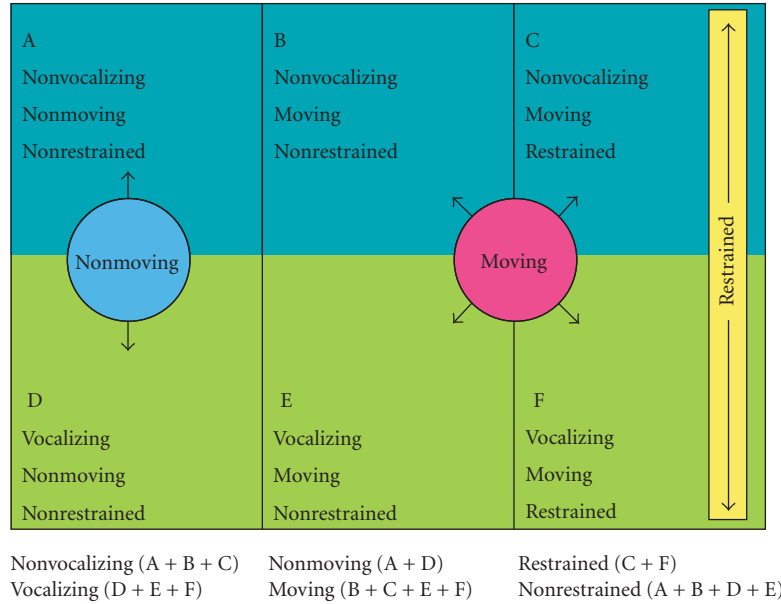 A
Nonvocalizing
Nonmoving
Nonrestrained
B
Nonvocalizing
Moving
Nonrestrained
C
Nonvocalizing
Moving
Restrained
Nonmoving
Moving
Restrained
D
Vocalizing
Nonmoving
Nonrestrained
E
Vocalizing
Moving
Nonrestrained
F
Vocalizing
Moving
Restrained
Nonvocalizing (A + B + C)
Vocalizing (D + E + F)
Nonmoving (A + D)
Moving (B + C + E + F)
Restrained (C + F)
Nonrestrained (A + B + D + E)